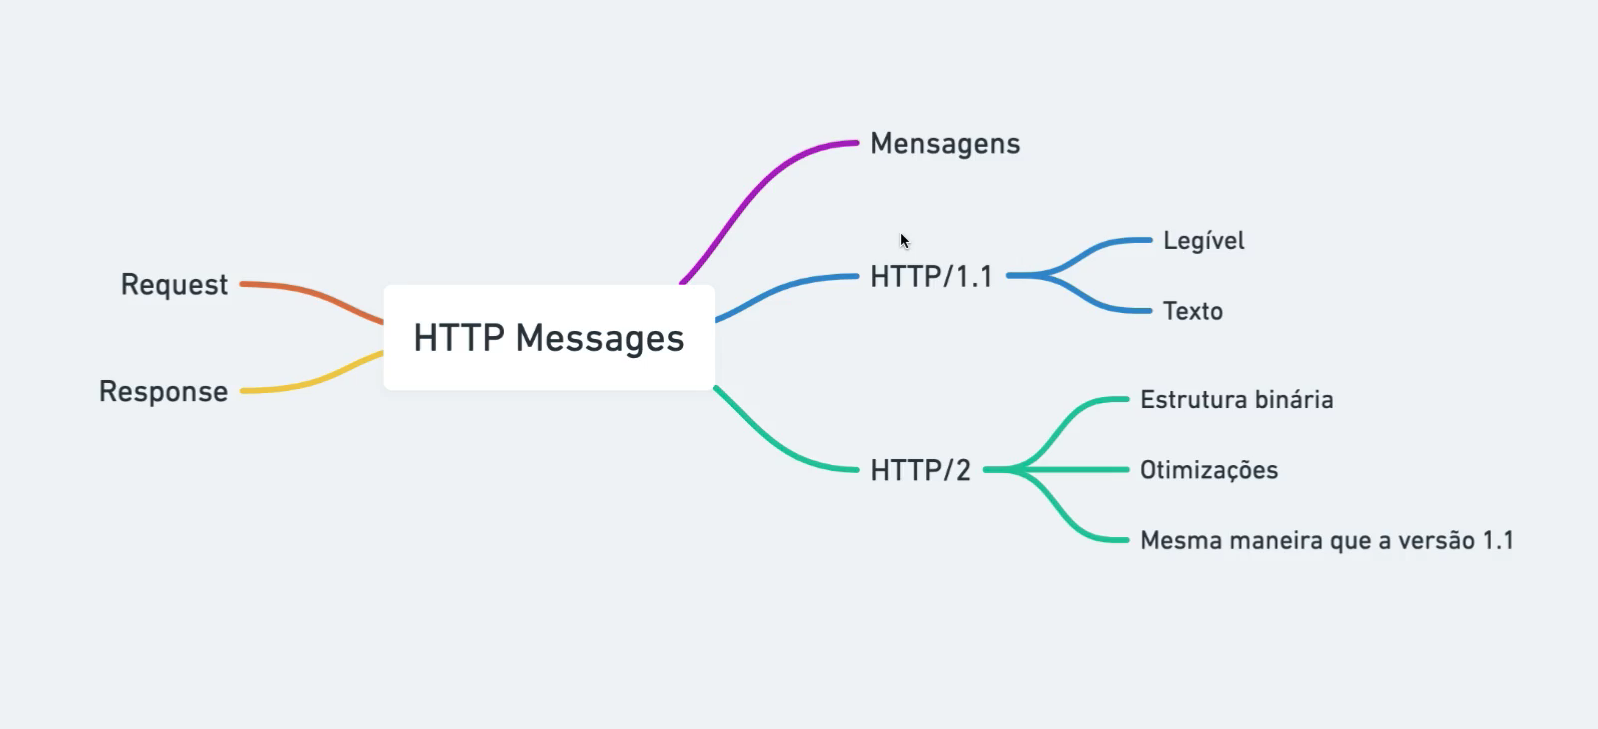 Mensagens
Legível
HTTP/1.1
Request
Texto
HTTP Messages
Response
Estrutura binária
HTTP/2
Otimizações
Mesma maneira que a versão 1.1